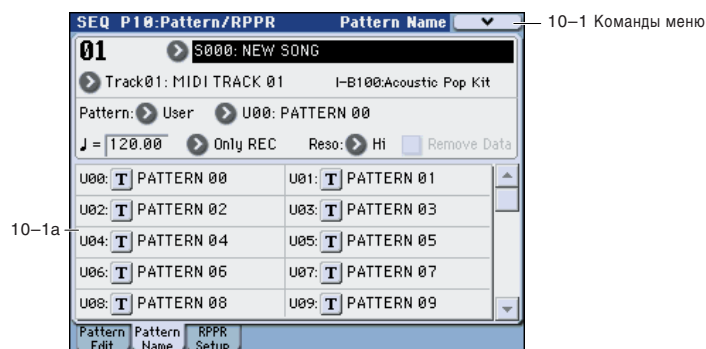 SEQ P10:Pattern/RPPR Pattern Name 10–1 Команды меню
01 S000: NEW SONG
Track01: MIDI TRACK 01 I-B100:Acoustic Pop Kit
Pattern: User U00: PATTERN 00
♩ = 120.00 Only REC Reso: Hi Remove Data
U00: T PATTERN 00 U01: T PATTERN 01
U02: T PATTERN 02 U03: T PATTERN 03
10–1a U04: T PATTERN 04 U05: T PATTERN 05
U06: T PATTERN 06 U07: T PATTERN 07
U08: T PATTERN 08 U09: T PATTERN 09
Pattern Pattern RPPR
Edit Name Setup